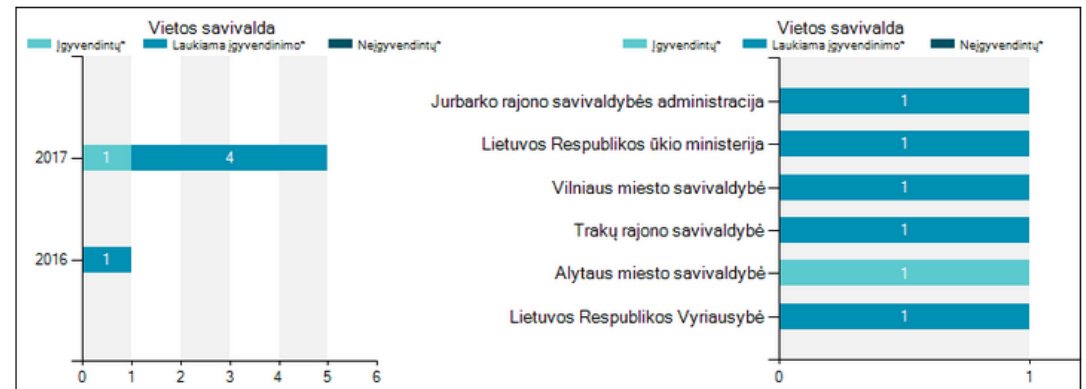 Vietos savivalda
Įgyvendintų* Laukiama įgyvendinimo* Neįgyvendintų*
2017 1 4
2016 1
0 1 2 3 4 5 6
Vietos savivalda
Įgyvendintų* Laukiama įgyvendinimo* Neįgyvendintų*
Jurbarko rajono savivaldybės administracija 1
Lietuvos Respublikos ūkio ministerija 1
Vilniaus miesto savivaldybė 1
Trakų rajono savivaldybė 1
Alytaus miesto savivaldybė 1
Lietuvos Respublikos Vyriausybė 1
0 1